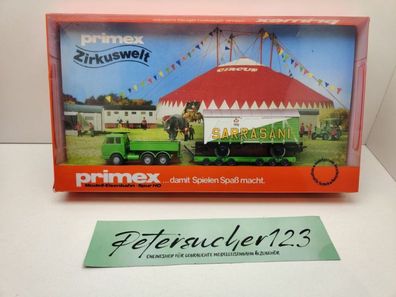 primex
Zirkuswelt
CIRCUS
SARRASANI
primex
...damit Spielen Spaß macht.
Modell-Eisenbahn · Spur HO
Petersucher123
ONLINESHOP FÜR GEBRAUCHTE MODELLEISENBAHN & ZUBEHÖR